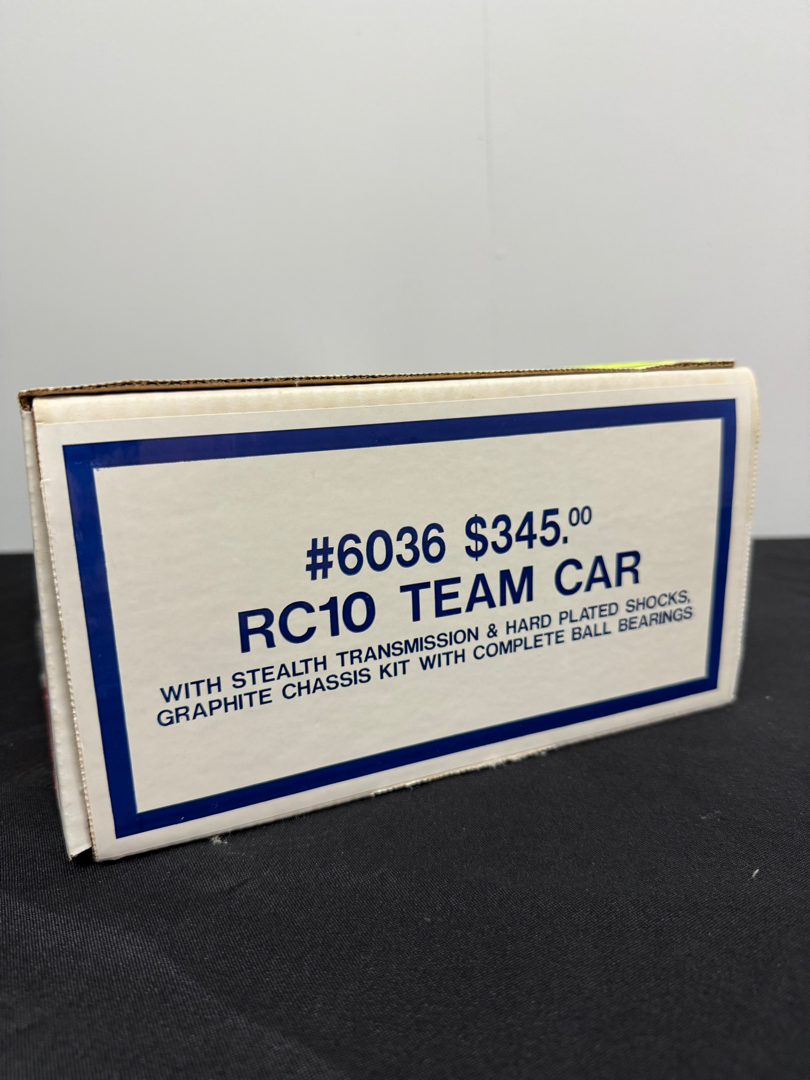 #6036 $345.00
RC10 TEAM CAR
WITH STEALTH TRANSMISSION & HARD PLATED SHOCKS,
GRAPHITE CHASSIS KIT WITH COMPLETE BALL BEARINGS